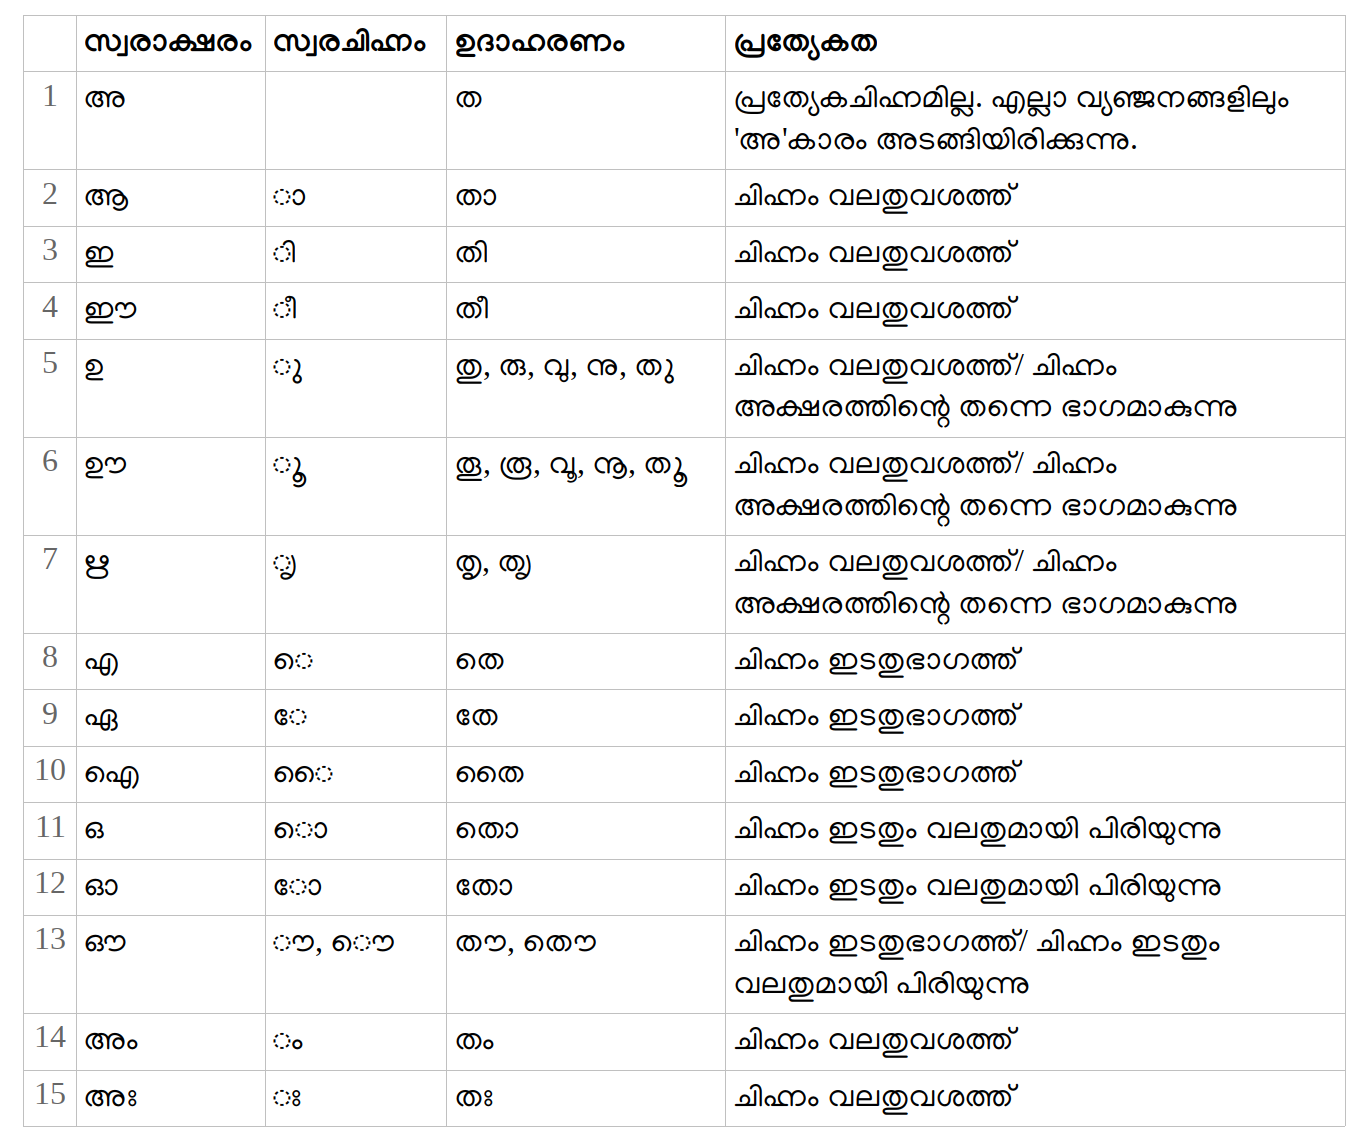 സ്വരാക്ഷരം സ്വരചിഹ്നം ഉദാഹരണം പ്രത്യേകത
1 അ ത പ്രത്യേകചിഹ്നമില്ല. എല്ലാ വ്യഞ്ജനങ്ങളിലും
'അ'കാരം അടങ്ങിയിരിക്കുന്നു.
2 ആ ാ താ ചിഹ്നം വലതുവശത്ത്
3 ഇ ി തി ചിഹ്നം വലതുവശത്ത്
4 ഈ ീ തീ ചിഹ്നം വലതുവശത്ത്
5 ഉ ു തു, രു, വു, നു, ത‌ു ചിഹ്നം വലതുവശത്ത്/ ചിഹ്നം
അക്ഷരത്തിന്റെ തന്നെ ഭാഗമാകുന്നു
6 ഊ ൂ തൂ, രൂ, വൂ, നൂ, ത‌ൂ ചിഹ്നം വലതുവശത്ത്/ ചിഹ്നം
അക്ഷരത്തിന്റെ തന്നെ ഭാഗമാകുന്നു
7 ഋ ൃ തൃ, ത‌ൃ ചിഹ്നം വലതുവശത്ത്/ ചിഹ്നം
അക്ഷരത്തിന്റെ തന്നെ ഭാഗമാകുന്നു
8 എ െ തെ ചിഹ്നം ഇടതുഭാഗത്ത്
9 ഏ േ തേ ചിഹ്നം ഇടതുഭാഗത്ത്
10 ഐ ൈ തൈ ചിഹ്നം ഇടതുഭാഗത്ത്
11 ഒ ൊ തൊ ചിഹ്നം ഇടതും വലതുമായി പിരിയുന്നു
12 ഓ ോ തോ ചിഹ്നം ഇടതും വലതുമായി പിരിയുന്നു
13 ഔ ൗ, ൌ തൗ, തൌ ചിഹ്നം ഇടതുഭാഗത്ത്/ ചിഹ്നം ഇടതും
വലതുമായി പിരിയുന്നു
14 അം ം തം ചിഹ്നം വലതുവശത്ത്
15 അഃ ഃ തഃ ചിഹ്നം വലതുവശത്ത്